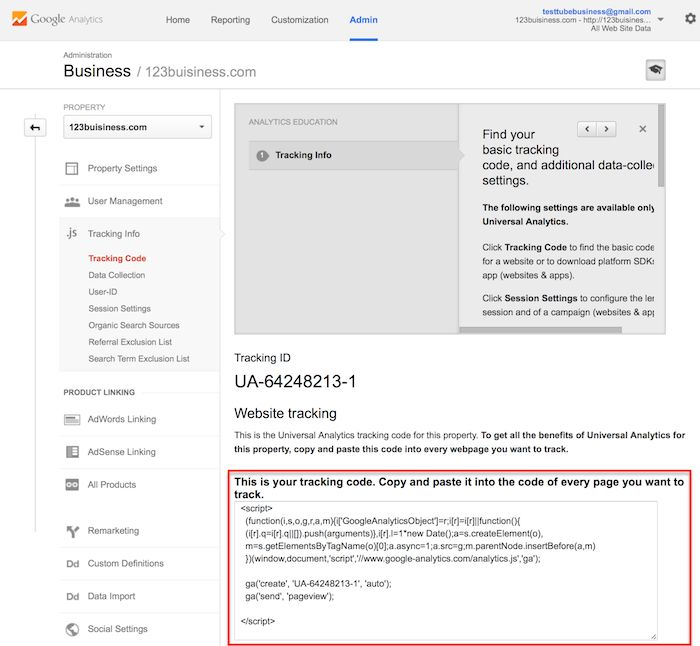 Google Analytics
Home
Reporting
Customization
Admin
testtubebusiness@gmail.com
123buisiness.com - http://123buisines...
All Web Site Data
Administration
Business / 123buisiness.com
PROPERTY
123buisiness.com
Property Settings
User Management
.js Tracking Info
Tracking Code
Data Collection
User-ID
Session Settings
Organic Search Sources
Referral Exclusion List
Search Term Exclusion List
PRODUCT LINKING
AdWords Linking
AdSense Linking
All Products
Remarketing
Dd Custom Definitions
Dd Data Import
Social Settings
ANALYTICS EDUCATION
1 Tracking Info
Find your
basic tracking
code, and additional data-colle
settings.
The following settings are available only
Universal Analytics.
Click Tracking Code to find the basic code
for a website or to download platform SDKs
app (websites & apps).
Click Session Settings to configure the ler
session and of a campaign (websites & app
Tracking ID
UA-64248213-1
Website tracking
This is the Universal Analytics tracking code for this property. To get all the benefits of Universal Analytics for
this property, copy and paste this code into every webpage you want to track.
This is your tracking code. Copy and paste it into the code of every page you want to
track.
<script>
(function(i,s,o,g,r,a,m){i['GoogleAnalyticsObject']=r;i[r]=i[r]||function(){
(i[r].q=i[r].q||[]).push(arguments)},i[r].l=1*new Date();a=s.createElement(o),
m=s.getElementsByTagName(o)[0];a.async=1;a.src=g;m.parentNode.insertBefore(a,m)
})(window,document,'script','//www.google-analytics.com/analytics.js','ga');
ga('create', 'UA-64248213-1', 'auto');
ga('send', 'pageview');
</script>